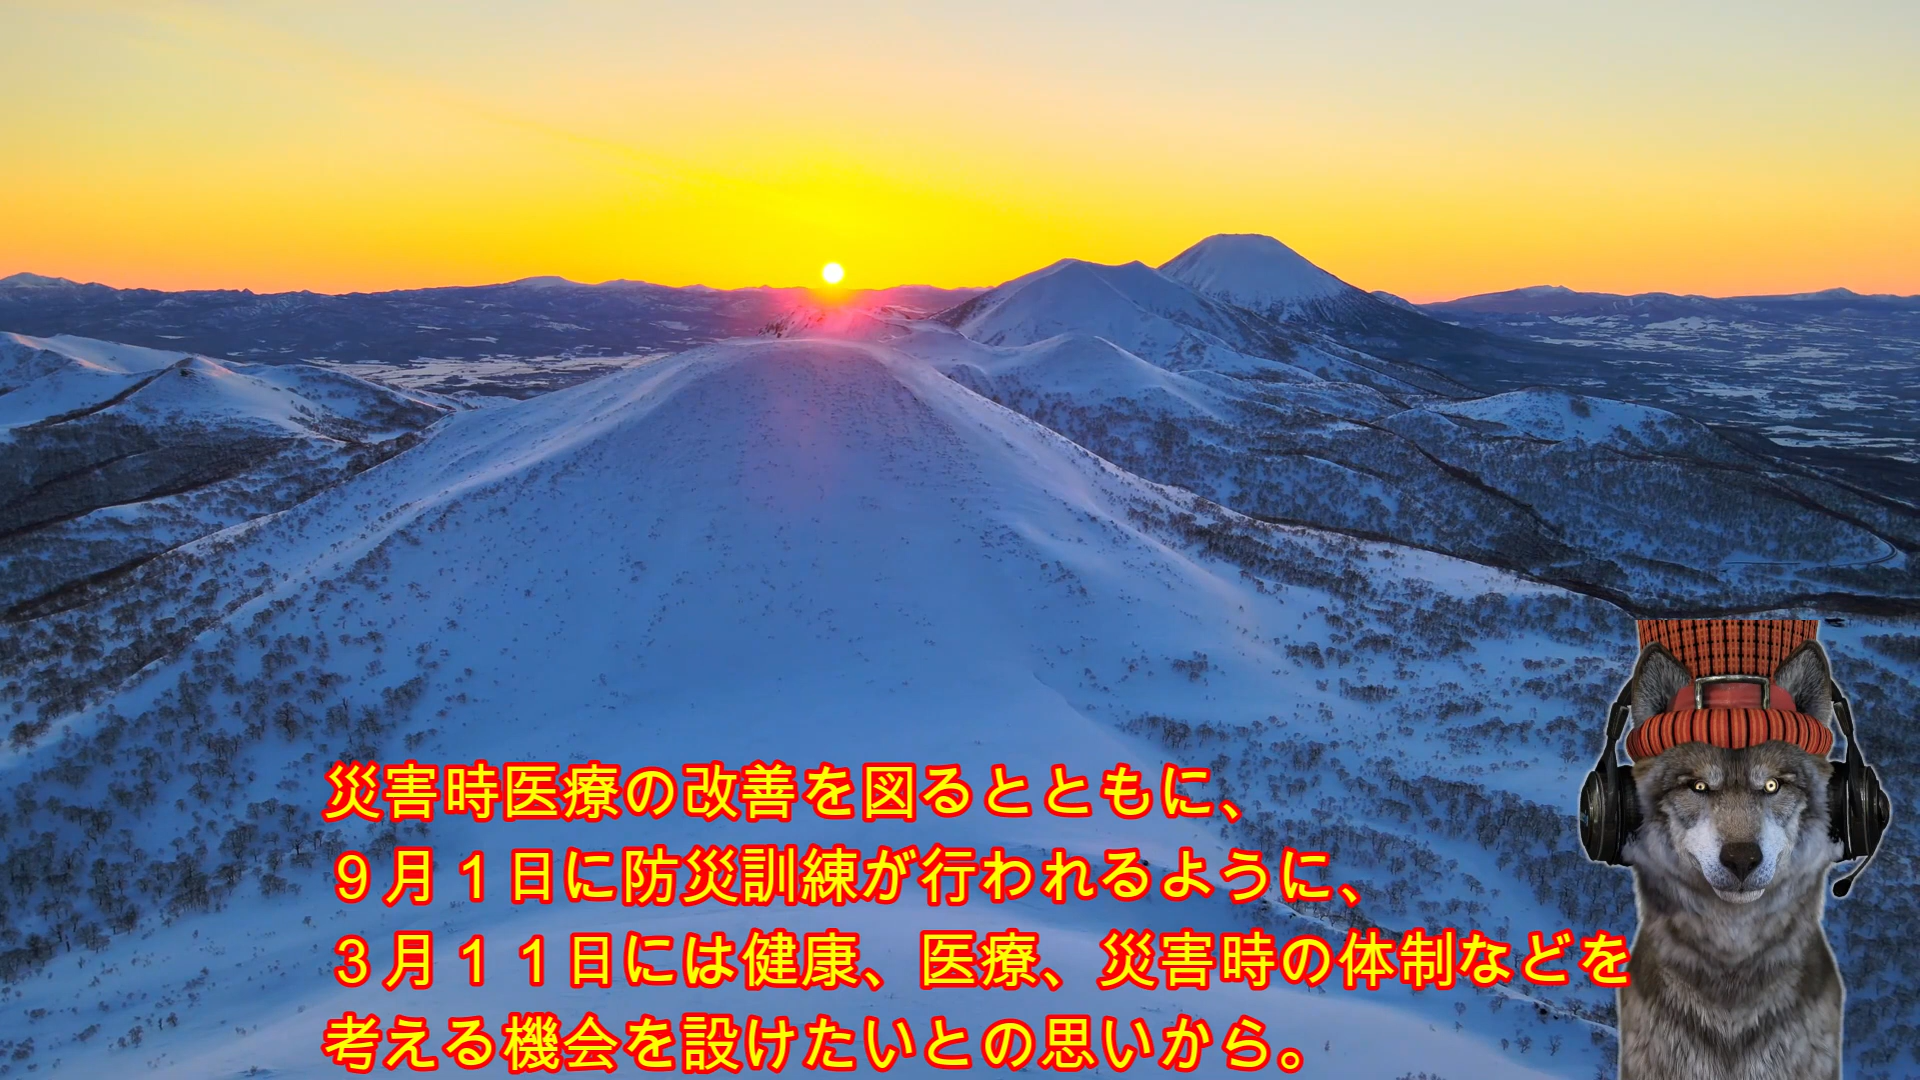 災害時医療の改善を図るとともに、
９月１日に防災訓練が行われるように、
３月１１日には健康、医療、災害時の体制などを
考える機会を設けたいとの思いから。